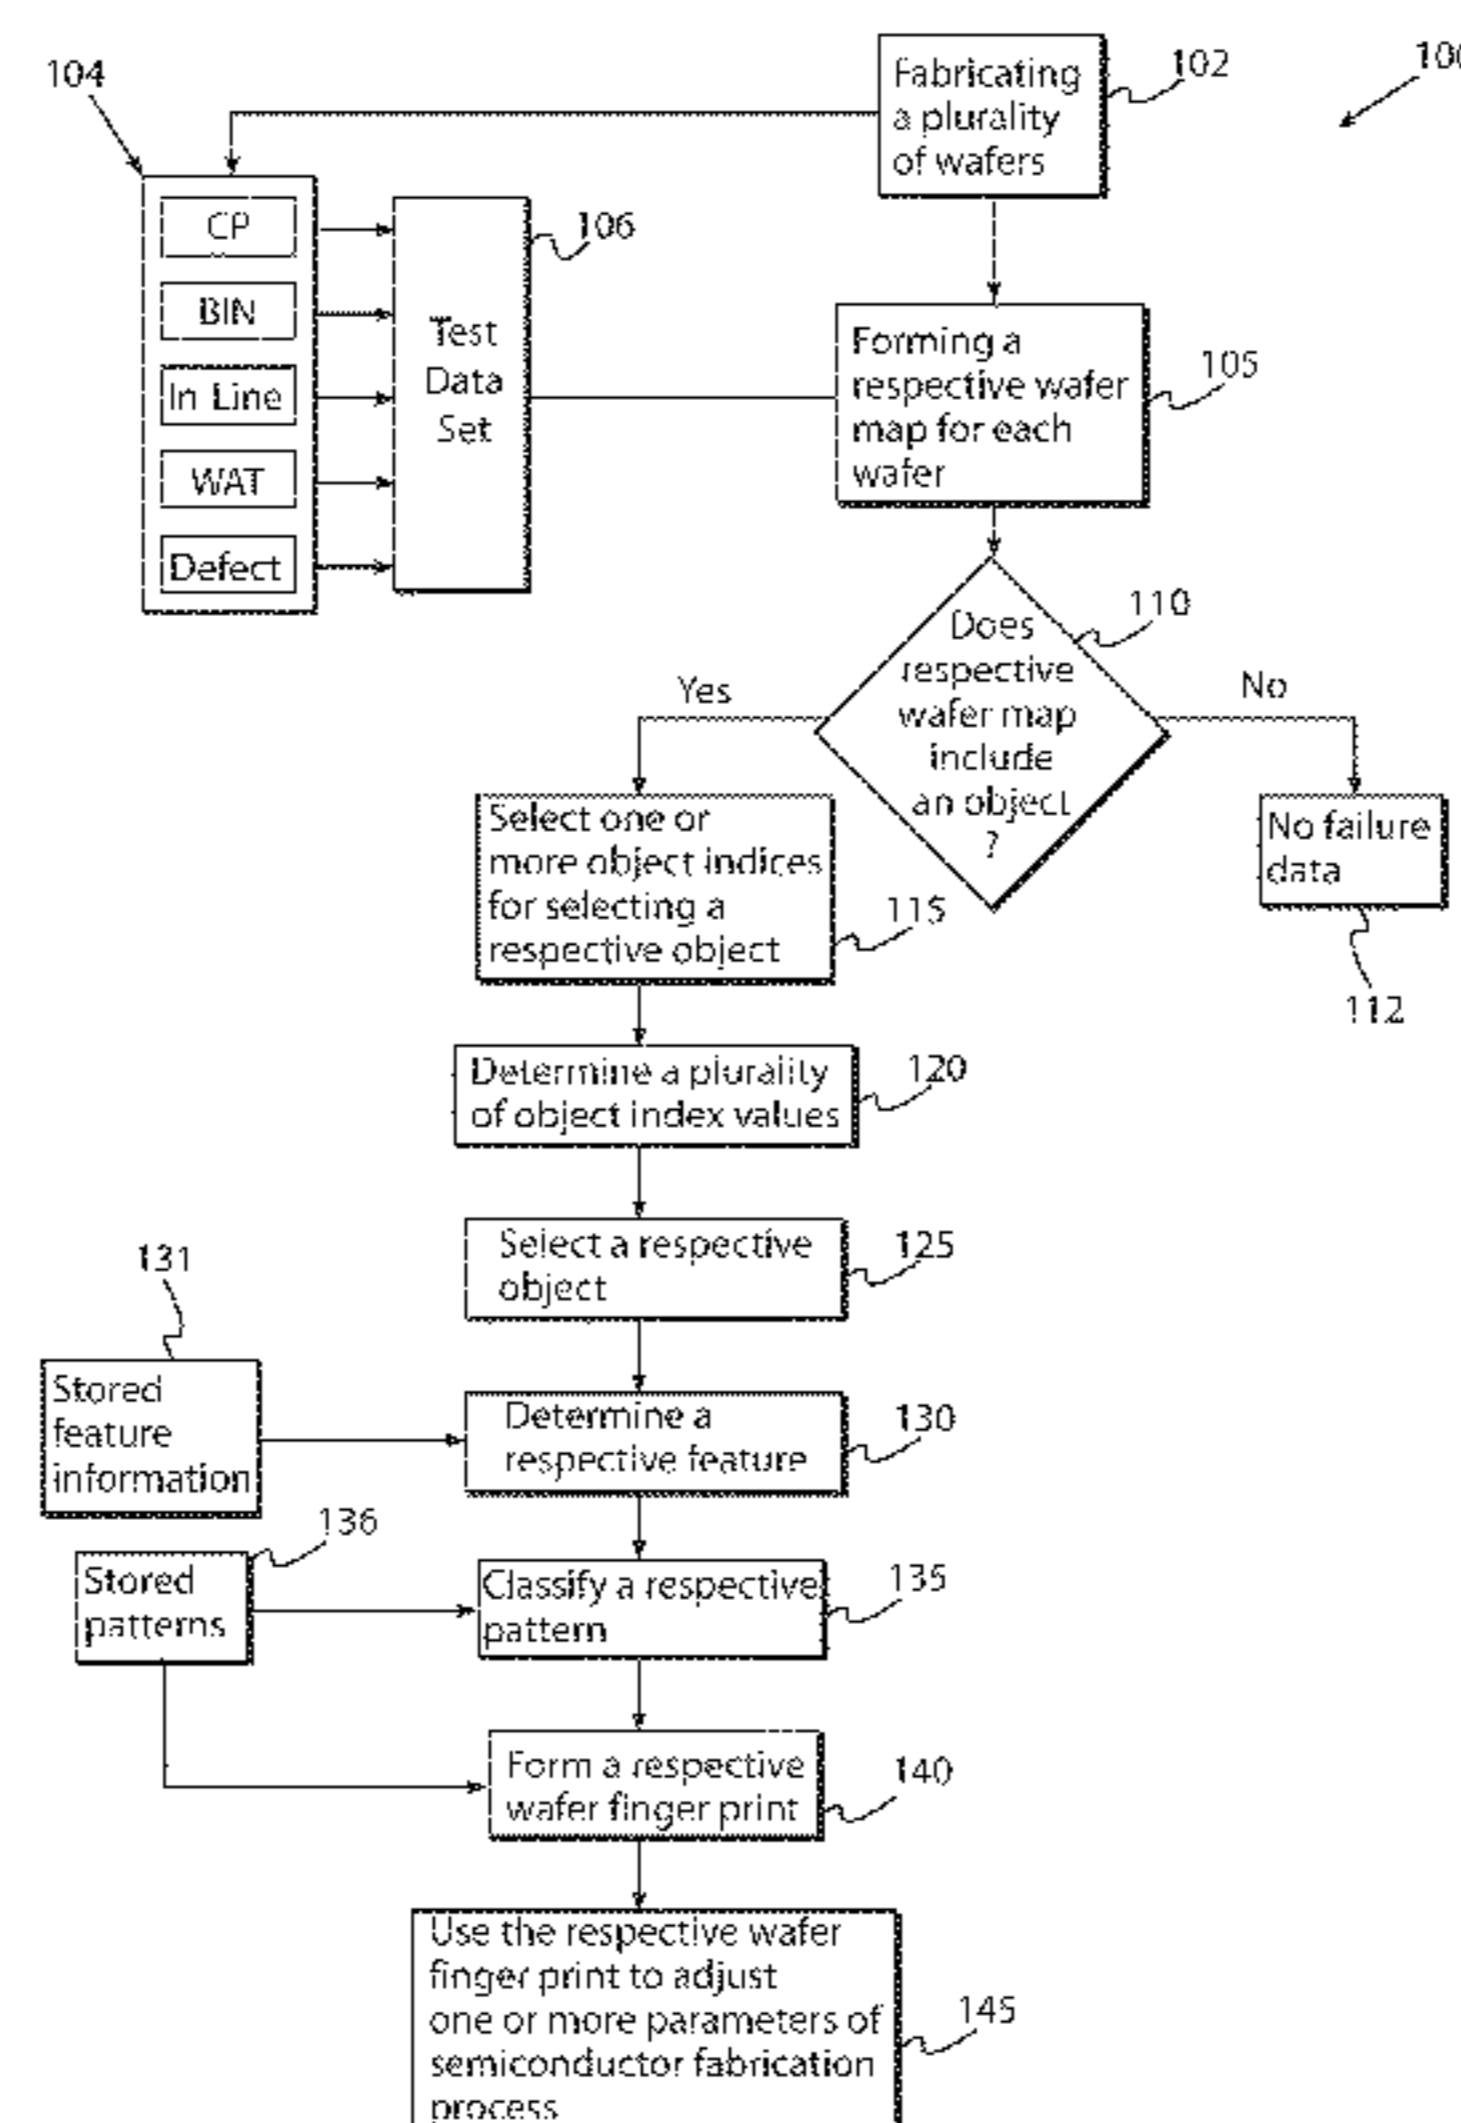 100
102
Fabricating
a plurality
of wafers
104
CP
BIN
In Line
WAT
Defect
106
Test
Data
Set
105
Forming a
respective wafer
map for each
wafer
110
Does
respective
wafer map
include
an object
?
Yes
No
Select one or
more object indices
for selecting a
respective object
115
No failure
data
112
Determine a plurality
of object index values
120
Select a respective
object
125
131
Stored
feature
information
Determine a
respective feature
130
136
Stored
patterns
Classify a respective
pattern
135
Form a respective
wafer finger print
140
Use the respective wafer
finger print to adjust
one or more parameters of
semiconductor fabrication
process
145